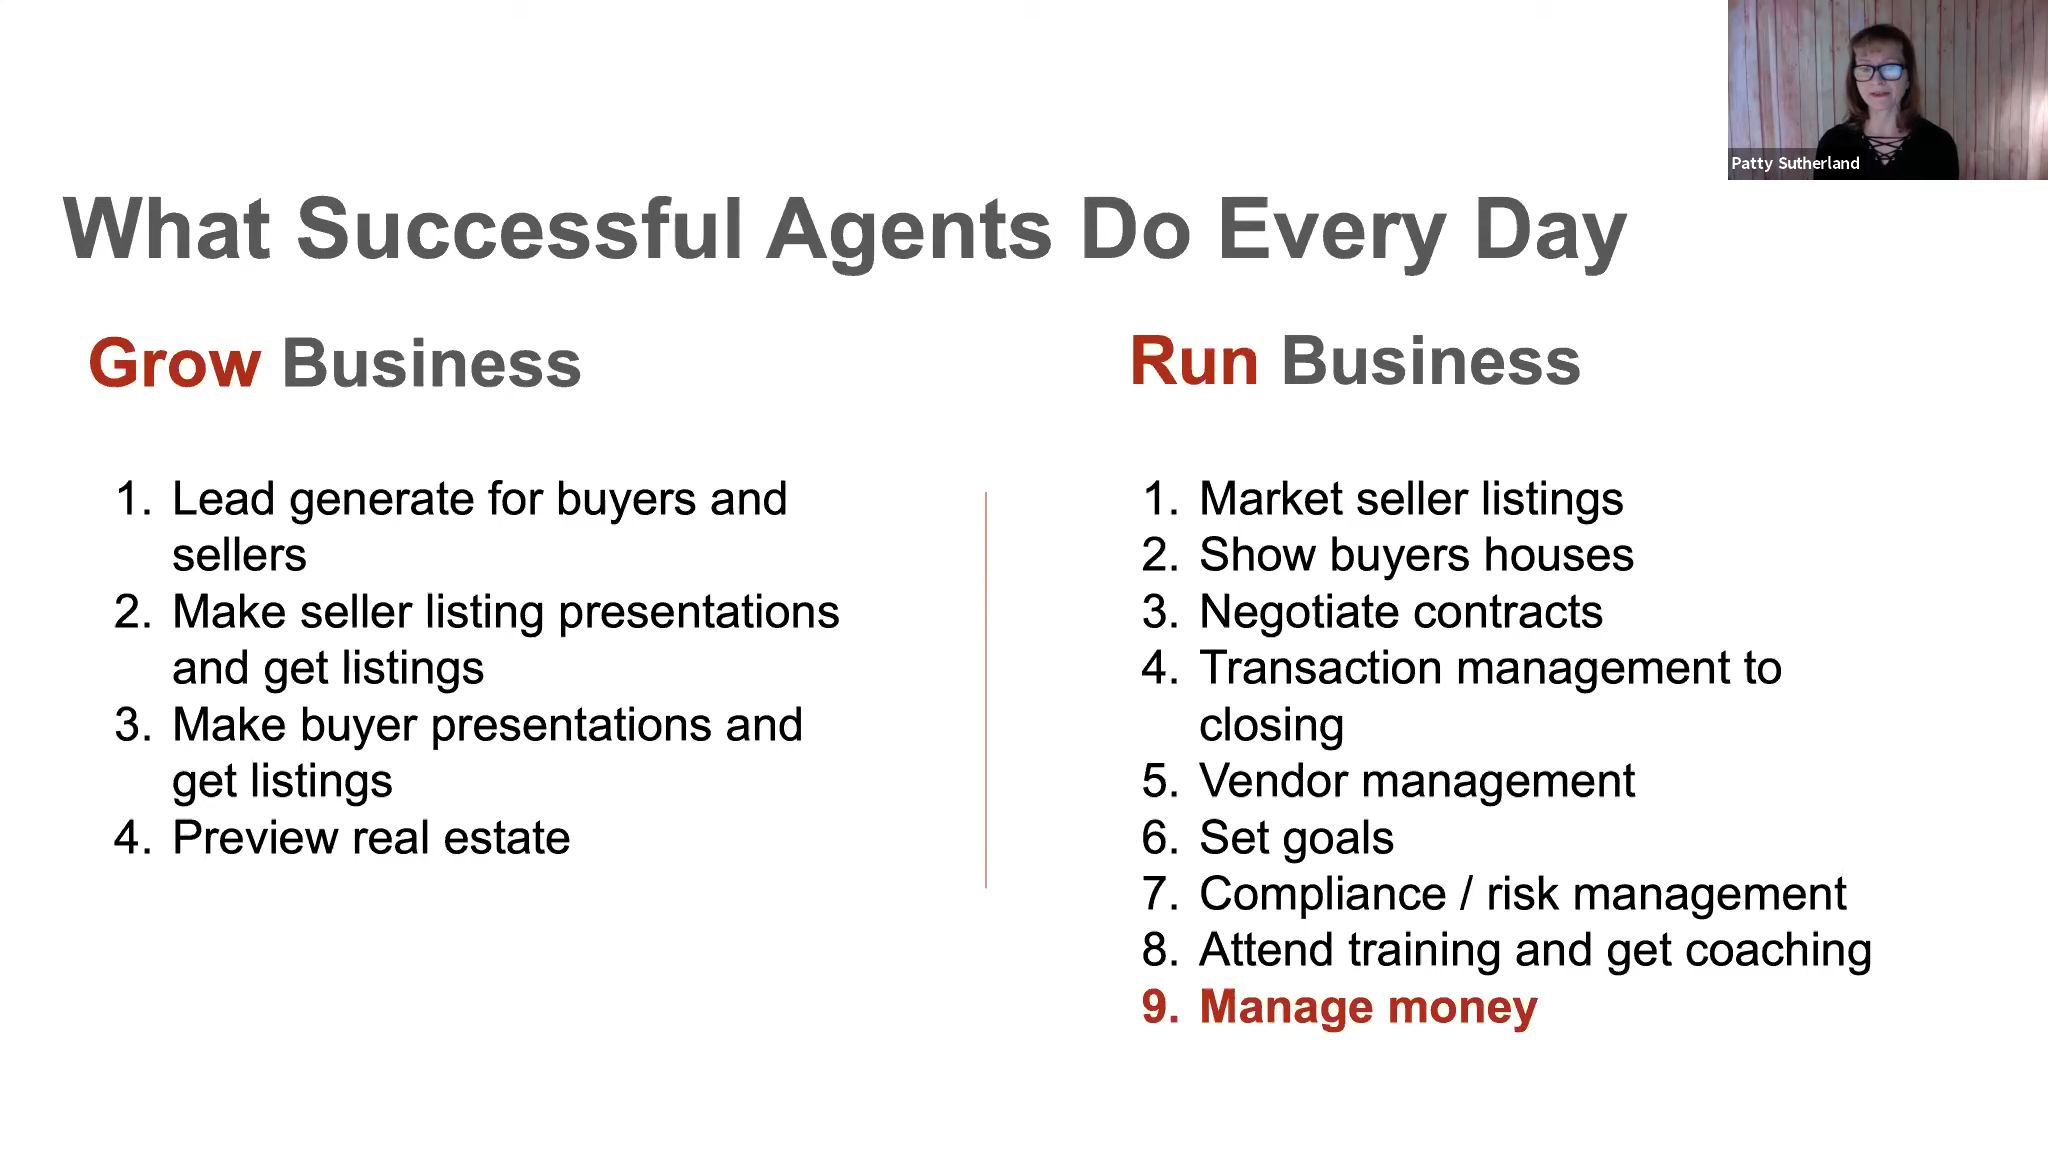 Patty Sutherland
What Successful Agents Do Every Day
Grow Business
1. Lead generate for buyers and
sellers
2. Make seller listing presentations
and get listings
3. Make buyer presentations and
get listings
4. Preview real estate
Run Business
1. Market seller listings
2. Show buyers houses
3. Negotiate contracts
4. Transaction management to
closing
5. Vendor management
6. Set goals
7. Compliance / risk management
8. Attend training and get coaching
9. Manage money